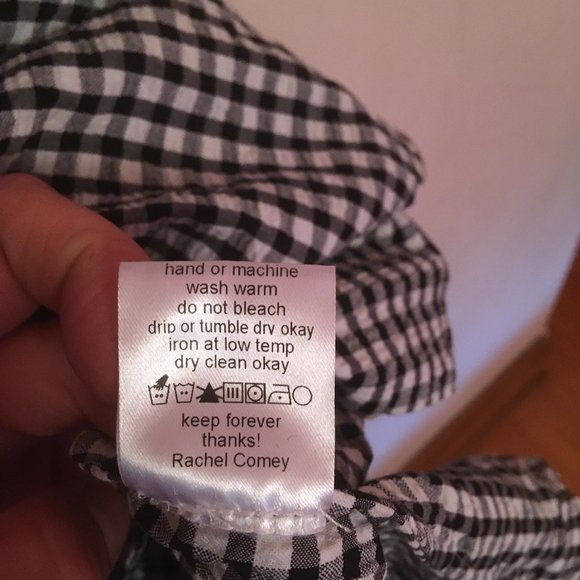 hand or machine
wash warm
do not bleach
drip or tumble dry okay
iron at low temp
dry clean okay
keep forever
thanks!
Rachel Comey